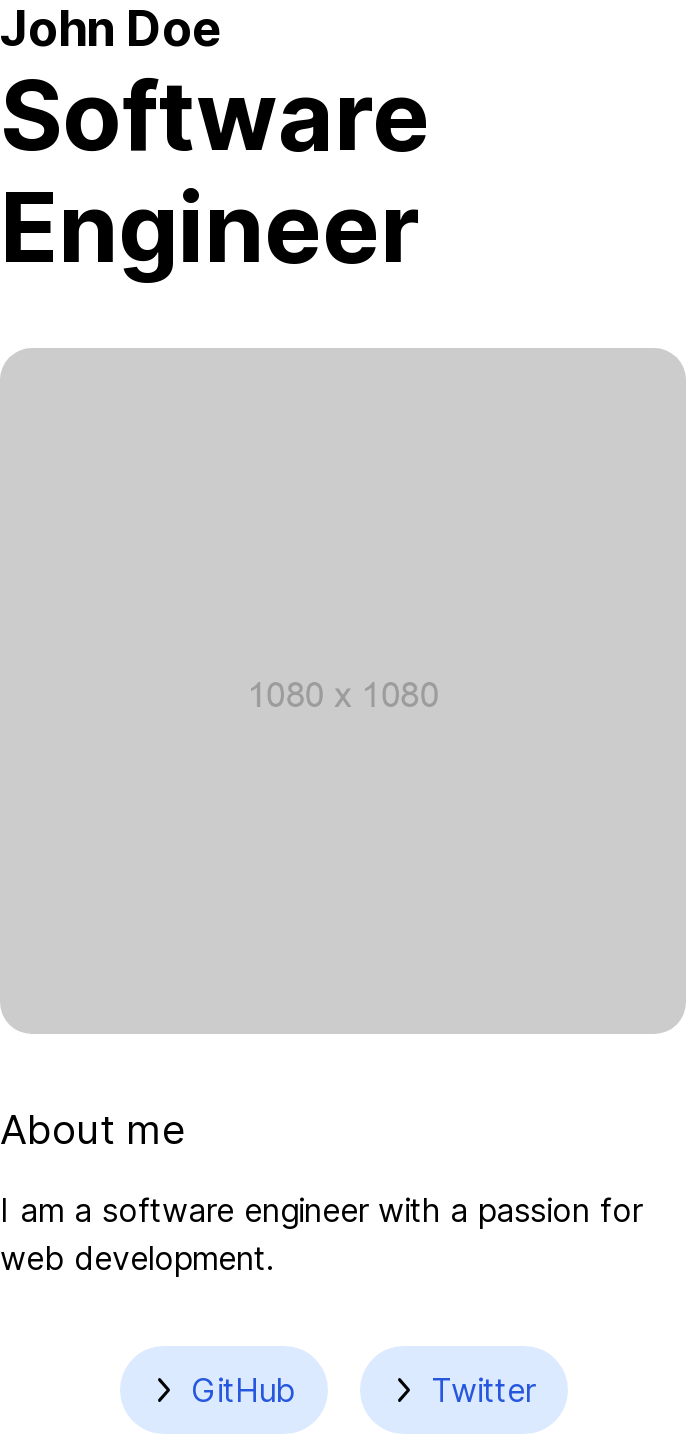 John Doe
Software
Engineer
1080 x 1080
About me
I am a software engineer with a passion for
web development.
GitHub
Twitter